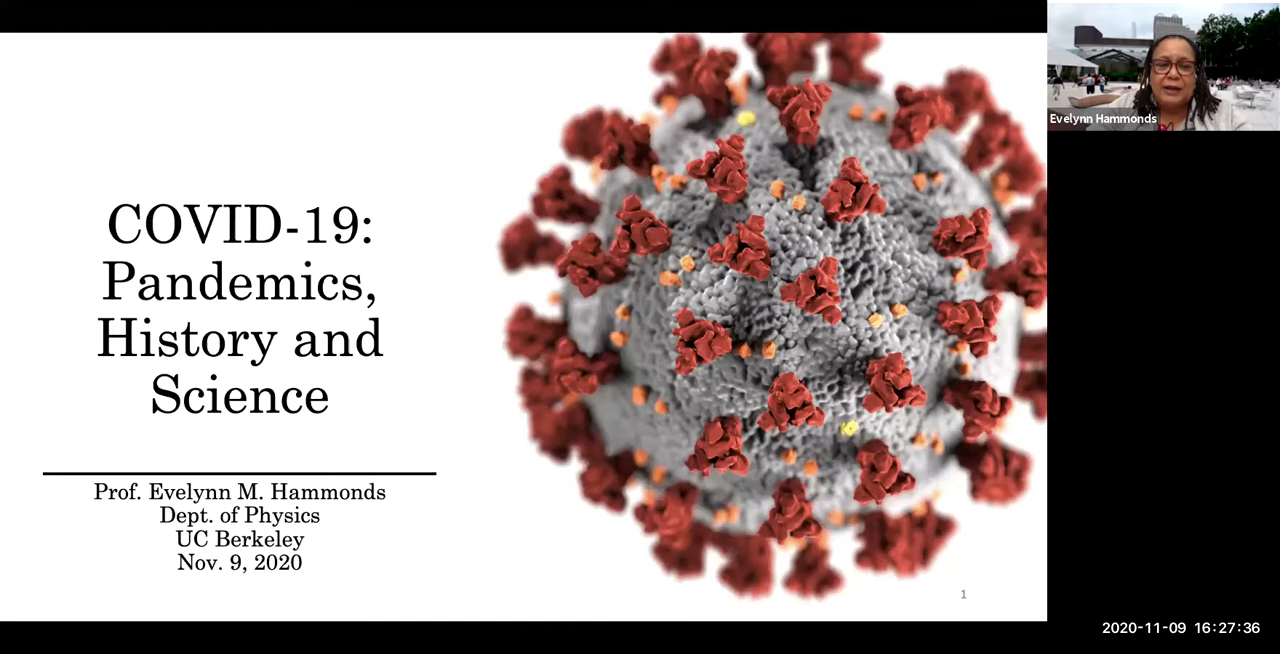 COVID-19:
Pandemics,
History and
Science
Prof. Evelynn M. Hammonds
Dept. of Physics
UC Berkeley
Nov. 9, 2020
1
Evelynn Hammonds
2020-11-09 16:27:36